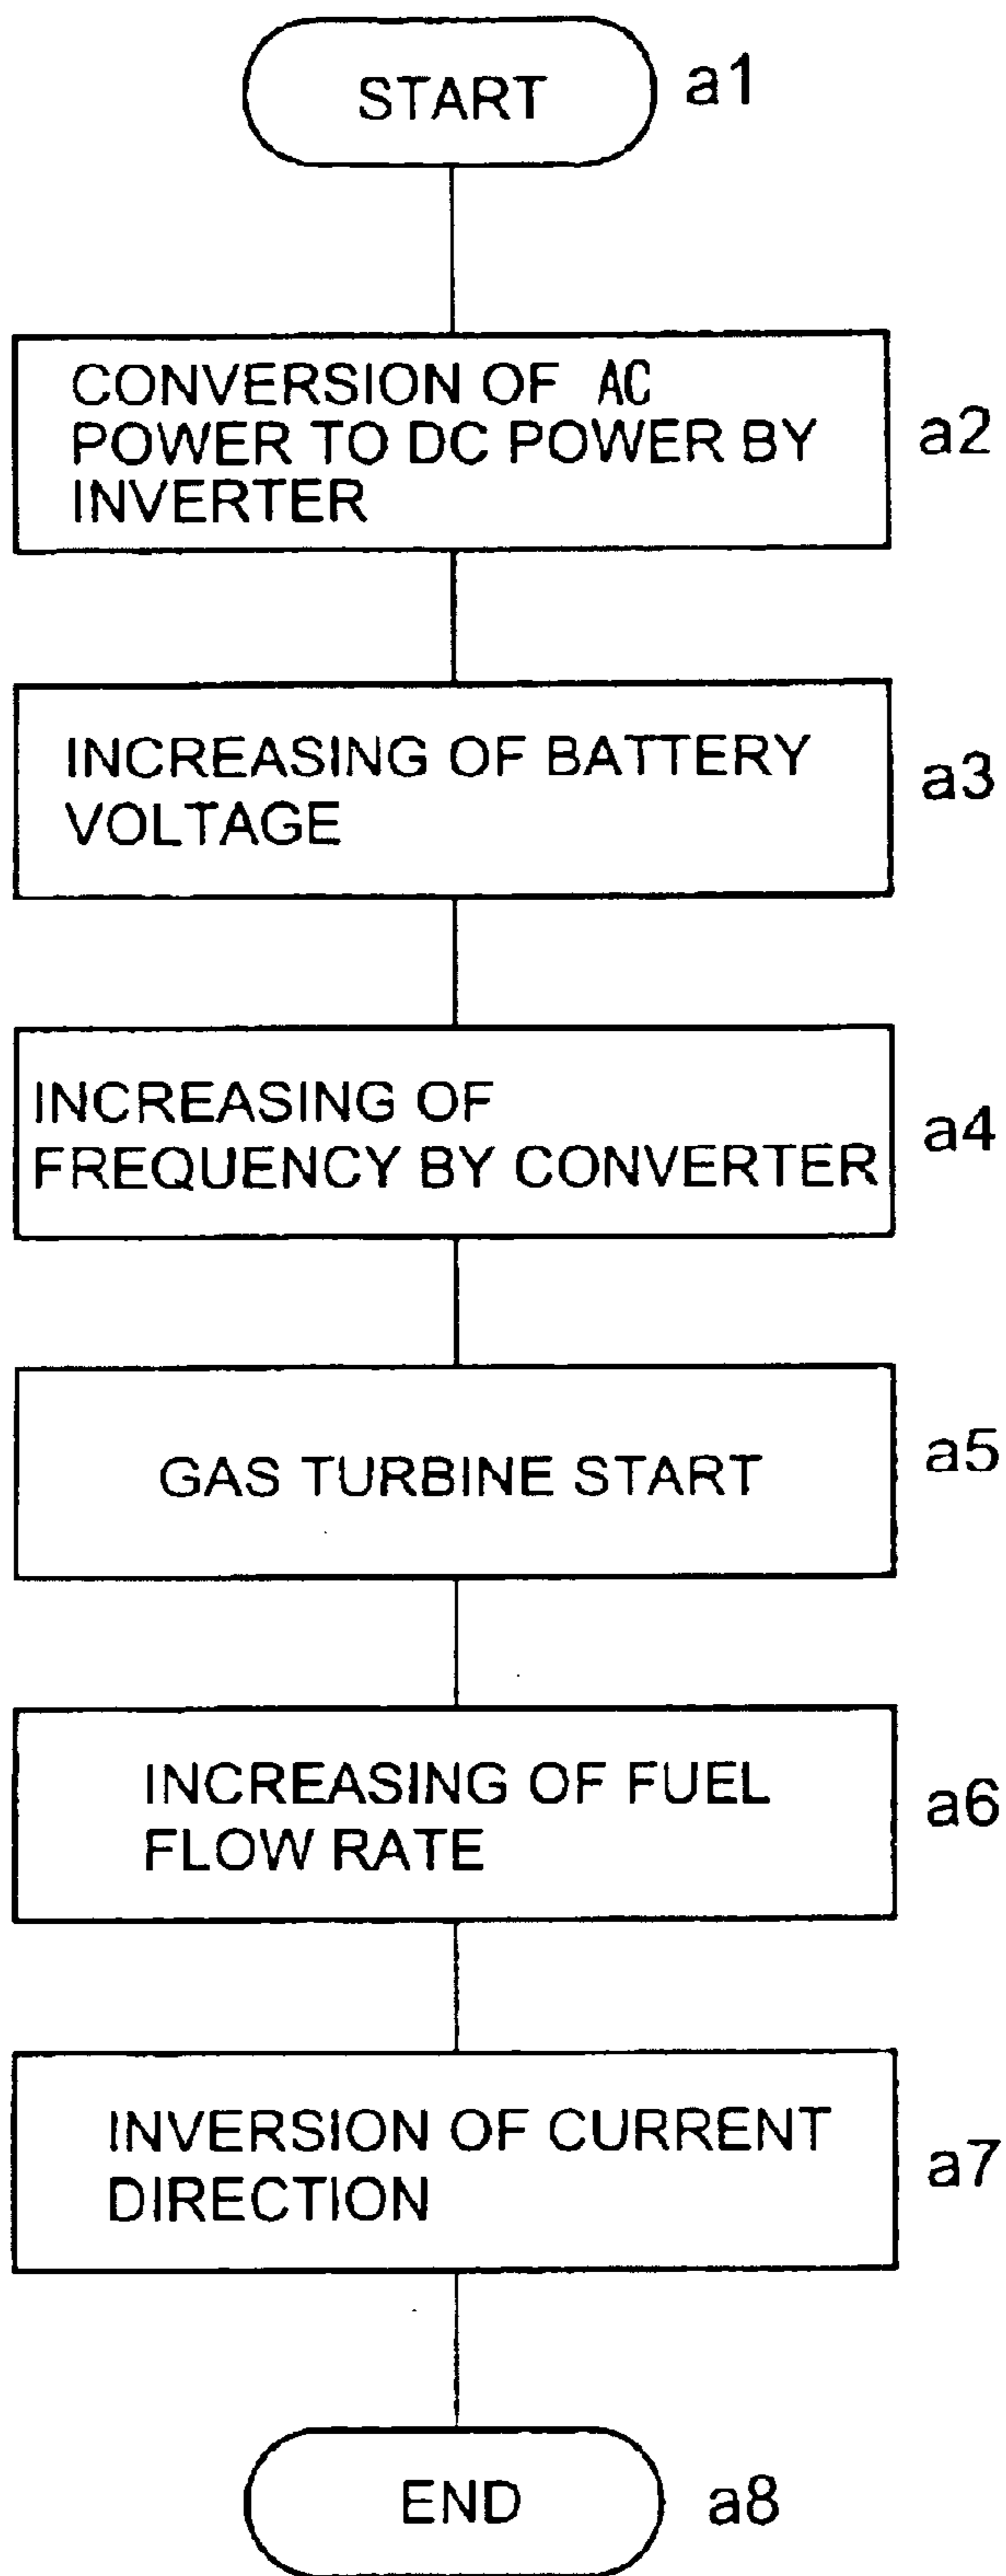 START a1
CONVERSION OF AC
POWER TO DC POWER BY
INVERTER
a2
INCREASING OF BATTERY
VOLTAGE
a3
INCREASING OF
FREQUENCY BY CONVERTER
a4
GAS TURBINE START
a5
INCREASING OF FUEL
FLOW RATE
a6
INVERSION OF CURRENT
DIRECTION
a7
END a8